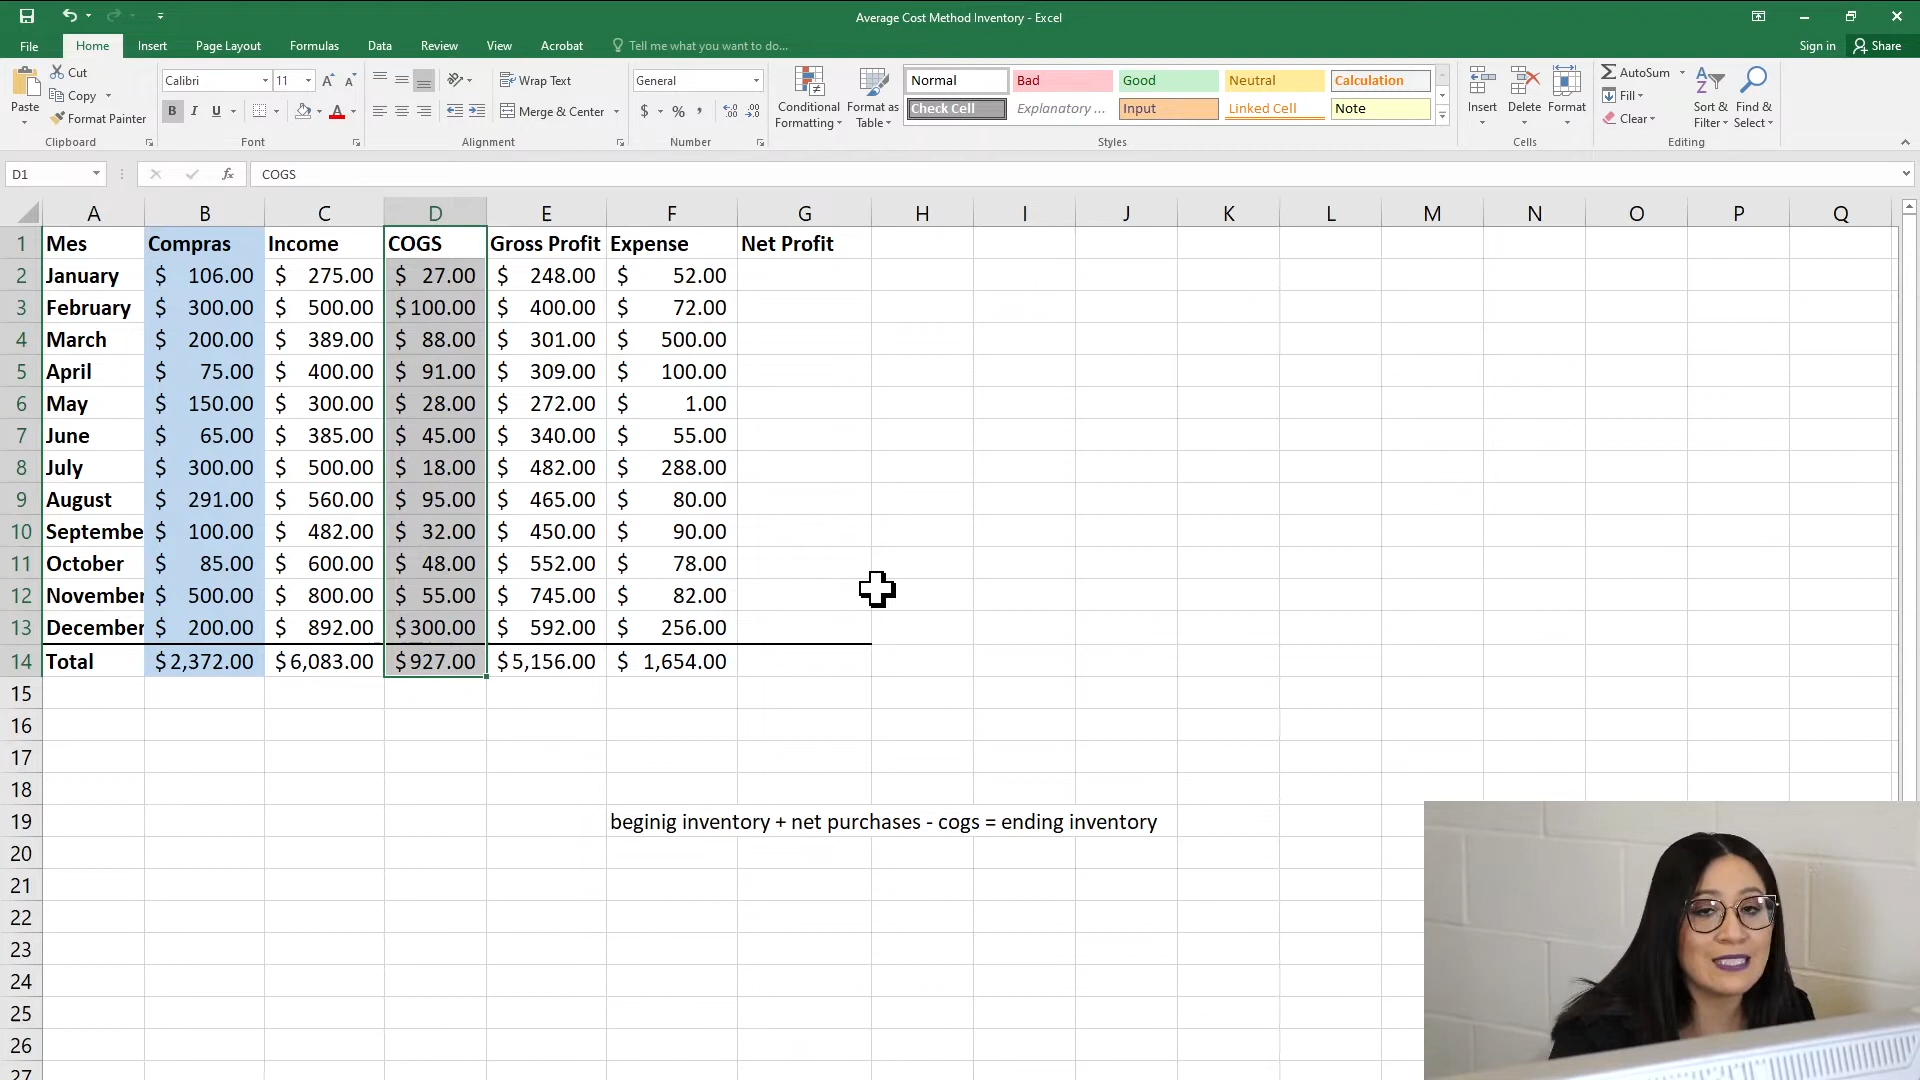 Average Cost Method Inventory - Excel
File Home Insert Page Layout Formulas Data Review View Acrobat Tell me what you want to do... Sign in Share
Paste
Cut
Copy
Format Painter
Clipboard
Calibri 11
B I U
Font
Wrap Text
Merge & Center
Alignment
General
$ % ,
Number
Conditional Formatting
Format as Table
Normal Bad Good Neutral Calculation
Check Cell Explanatory ... Input Linked Cell Note
Styles
Insert Delete Format
Cells
AutoSum
Fill
Clear
Sort & Filter
Find & Select
Editing
D1 fx COGS
A B C D E F G H I J K L M N O P Q
1 Mes Compras Income COGS Gross Profit Expense Net Profit
2 January $ 106.00 $ 275.00 $ 27.00 $ 248.00 $ 52.00
3 February $ 300.00 $ 500.00 $100.00 $ 400.00 $ 72.00
4 March $ 200.00 $ 389.00 $ 88.00 $ 301.00 $ 500.00
5 April $ 75.00 $ 400.00 $ 91.00 $ 309.00 $ 100.00
6 May $ 150.00 $ 300.00 $ 28.00 $ 272.00 $ 1.00
7 June $ 65.00 $ 385.00 $ 45.00 $ 340.00 $ 55.00
8 July $ 300.00 $ 500.00 $ 18.00 $ 482.00 $ 288.00
9 August $ 291.00 $ 560.00 $ 95.00 $ 465.00 $ 80.00
10 Septembe $ 100.00 $ 482.00 $ 32.00 $ 450.00 $ 90.00
11 October $ 85.00 $ 600.00 $ 48.00 $ 552.00 $ 78.00
12 November $ 500.00 $ 800.00 $ 55.00 $ 745.00 $ 82.00
13 December $ 200.00 $ 892.00 $300.00 $ 592.00 $ 256.00
14 Total $2,372.00 $6,083.00 $927.00 $5,156.00 $ 1,654.00
15
16
17
18
19 beginig inventory + net purchases - cogs = ending inventory
20
21
22
23
24
25
26
27